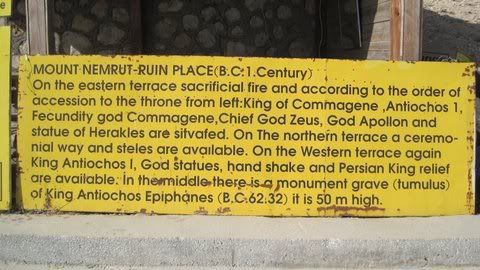 MOUNT NEMRUT-RUIN PLACE(B.C.1.Century)
On the eastern terrace sacrificial fire and according to the order of
accession to the throne from left:King of Commagene ,Antiochos 1,
Fecundity god Commagene,Chief God Zeus, God Apollon and
statue of Herakles are sitvafed. On The northern terrace a ceremo-
nial way and steles are available. On the Western terrace again
King Antiochos I, God statues, hand shake and Persian King relief
are available. In the middle there is a monument grave (tumulus)
of King Antiochos Epiphanes (B.C.62.32) it is 50 m high.